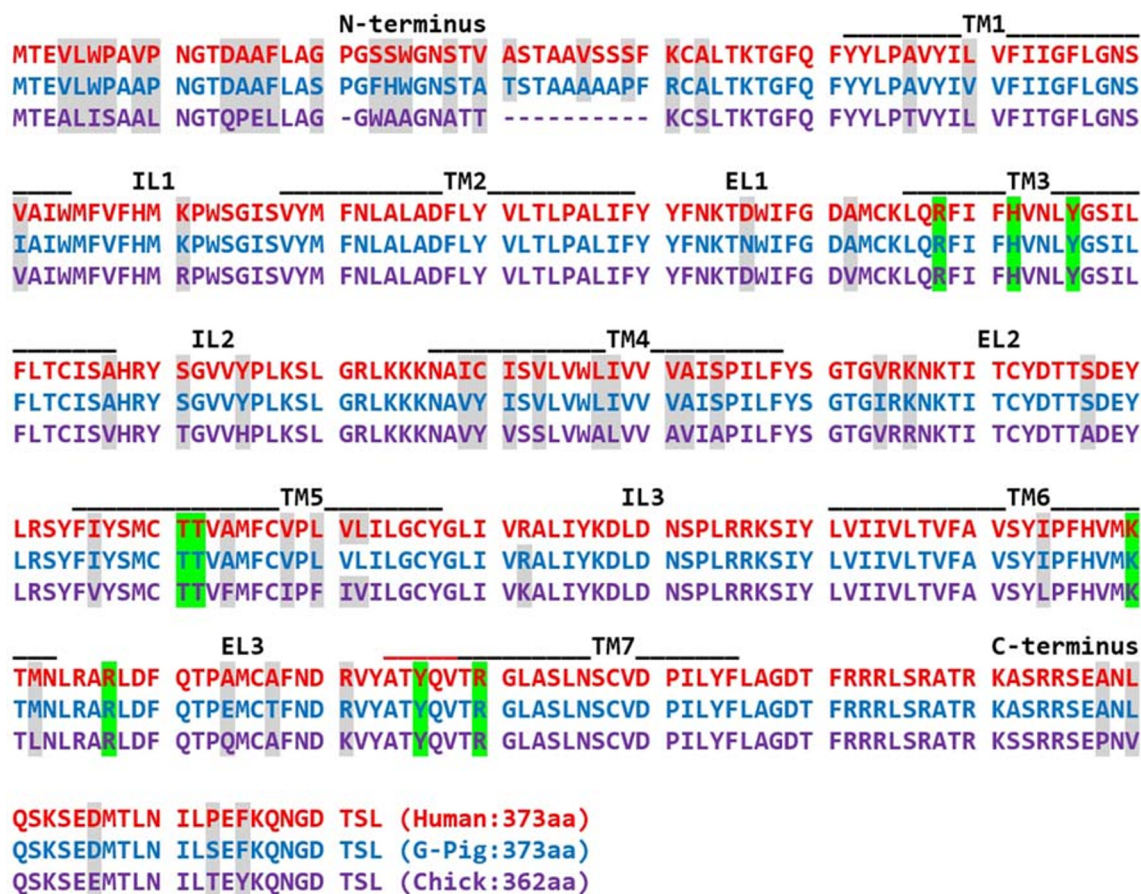 N-terminus TM1
MTEVLWPAVP NGTDAAFLAG PGSSWGNSTV ASTAAVSSSF KCALTKTGFQ FYYLPAVYIL VFIIGFLGNS
MTEVLWPAAP NGTDAAFLAS PGFHWGNSTA TSTAAAAAPF RCALTKTGFQ FYYLPAVYIV VFIIGFLGNS
MTEALISAAL NGTQPELLAG -GWAAGNATT ---------- KCSLTKTGFQ FYYLPTVYIL VFITGFLGNS
IL1 TM2 EL1 TM3
VAIWMFVFHM KPWSGISVYM FNLALADFLY VLTLPALIFY YFNKTDWIFG DAMCKLQRFI FHVNLYGSIL
IAIWMFVFHM KPWSGISVYM FNLALADFLY VLTLPALIFY YFNKTNWIFG DAMCKLQRFI FHVNLYGSIL
VAIWMFVFHM RPWSGISVYM FNLALADFLY VLTLPALIFY YFNKTDWIFG DVMCKLQRFI FHVNLYGSIL
IL2 TM4 EL2
FLTCISAHRY SGVVYPLKSL GRLKKKNAIC ISVLVWLIVV VAISPILFYS GTGVRKNKTI TCYDTTSDEY
FLTCISAHRY SGVVYPLKSL GRLKKKNAVY ISVLVWLIVV VAISPILFYS GTGIRKNKTI TCYDTTSDEY
FLTCISVHRY TGVVHPLKSL GRLKKKNAVY VSSLVWALVV AVIAPILFYS GTGVRRNKTI TCYDTTADEY
TM5 IL3 TM6
LRSYFIYSMC TTVAMFCVPL VLILGCYGLI VRALIYKDLD NSPLRRKSIY LVIIVLTVFA VSYIPFHVMK
LRSYFIYSMC TTVAMFCVPL VLILGCYGLI VRALIYKDLD NSPLRRKSIY LVIIVLTVFA VSYIPFHVMK
LRSYFVYSMC TTVFMFCIPF IVILGCYGLI VKALIYKDLD NSPLRRKSIY LVIIVLTVFA VSYLPFHVMK
EL3 TM7 C-terminus
TMNLRARLDF QTPAMCAFND RVYATYQVTR GLASLNSCVD PILYFLAGDT FRRRLSRATR KASRRSEANL
TMNLRARLDF QTPEMCTFND RVYATYQVTR GLASLNSCVD PILYFLAGDT FRRRLSRATR KASRRSEANL
TLNLRARLDF QTPQMCAFND KVYATYQVTR GLASLNSCVD PILYFLAGDT FRRRLSRATR KSSRRSEPNV
QSKSEDMTLN ILPEFKQNGD TSL (Human:373aa)
QSKSEDMTLN ILSEFKQNGD TSL (G-Pig:373aa)
QSKSEEMTLN ILTEYKQNGD TSL (Chick:362aa)